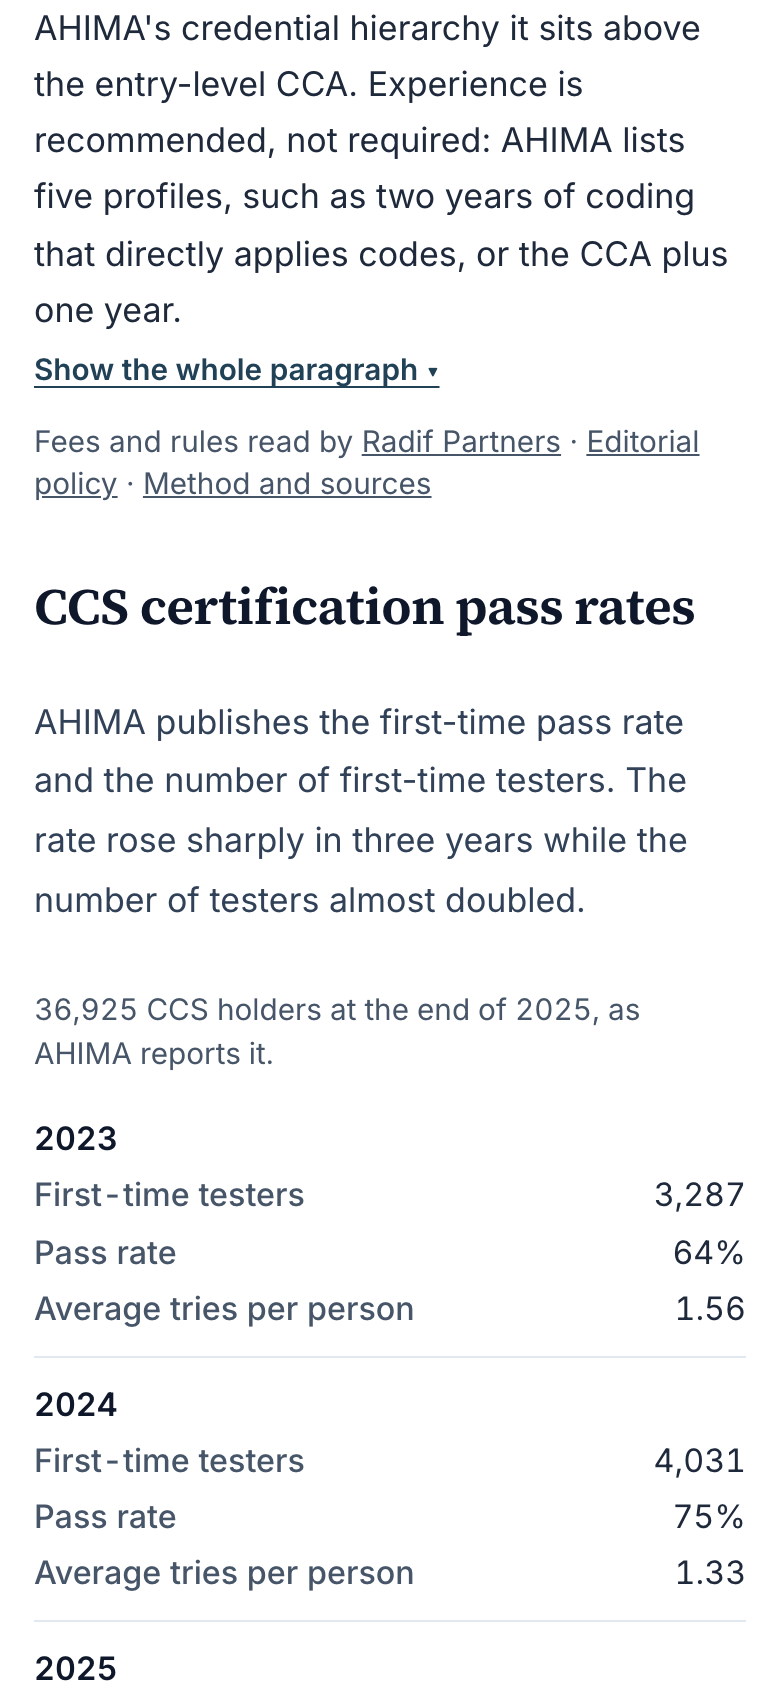 AHIMA's credential hierarchy it sits above
the entry-level CCA. Experience is
recommended, not required: AHIMA lists
five profiles, such as two years of coding
that directly applies codes, or the CCA plus
one year.
Show the whole paragraph ▾
Fees and rules read by Radif Partners · Editorial
policy · Method and sources
CCS certification pass rates
AHIMA publishes the first-time pass rate
and the number of first-time testers. The
rate rose sharply in three years while the
number of testers almost doubled.
36,925 CCS holders at the end of 2025, as
AHIMA reports it.
2023
First-time testers 3,287
Pass rate 64%
Average tries per person 1.56
2024
First-time testers 4,031
Pass rate 75%
Average tries per person 1.33
2025